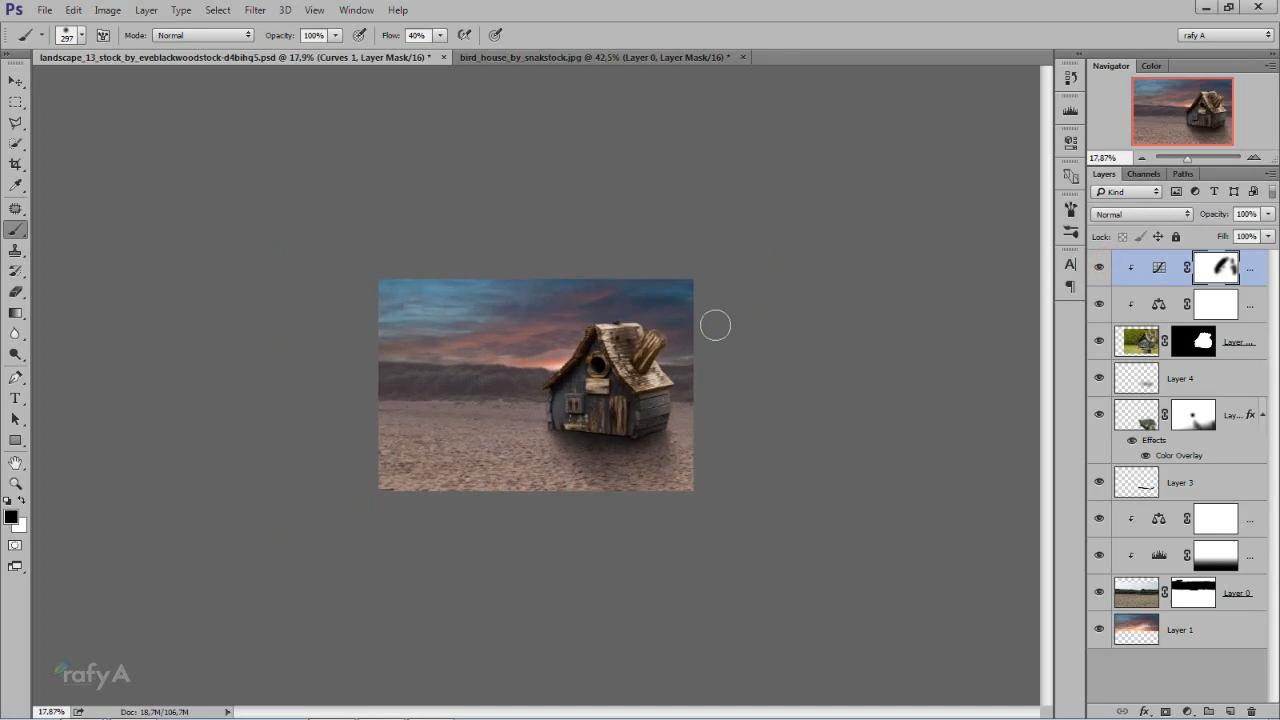 Ps File Edit Image Layer Type Select Filter 3D View Window Help
297 Mode: Normal Opacity: 100% Flow: 40% rafy A
landscape_13_stock_by_eveblackwoodstock-d4bihq5.psd @ 17,9% (Curves 1, Layer Mask/16) * × bird_house_by_snakstock.jpg @ 42,5% (Layer 0, Layer Mask/16) * ×
Navigator Color
17,87%
Layers Channels Paths
Kind
Normal Opacity: 100%
Lock: Fill: 100%
...
...
Layer ...
Layer 4
Lay... fx
Effects
Color Overlay
Layer 3
...
...
Layer 0
Layer 1
rafy A
17,87% Doc: 18,7M/106,7M